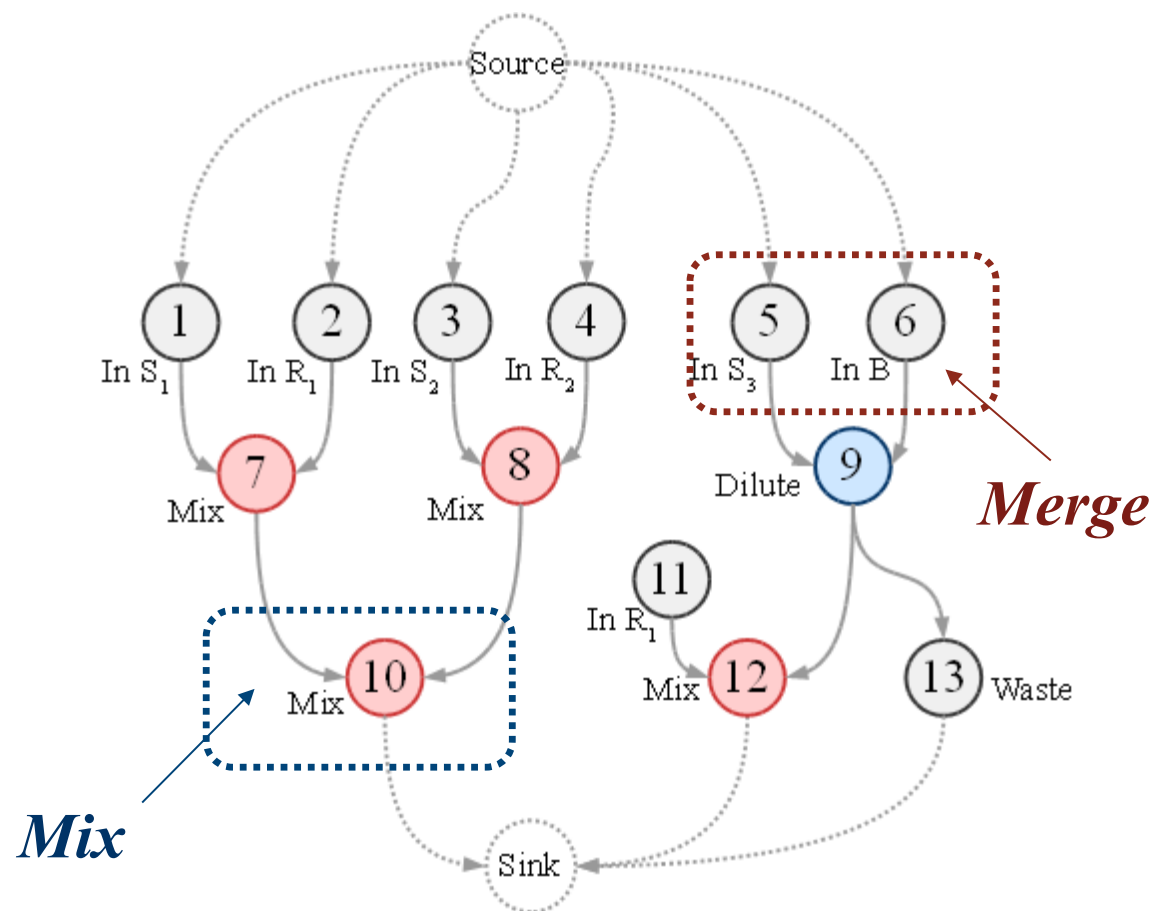 Source
1
2
3
4
5
6
In S₁
In R₁
In S₂
In R₂
In S₃
In B
7
8
9
Mix
Mix
Dilute
Merge
11
In R₁
10
12
13
Mix
Mix
Waste
Mix
Sink